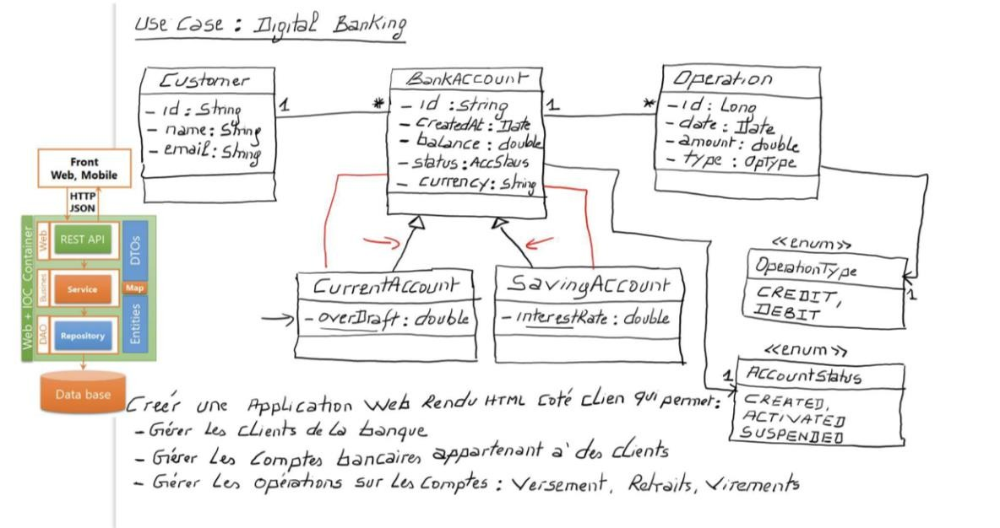 Use Case : Digital Banking
Customer
- id : String
- name : String
- email : String
1
*
BankAccount
- id : String
- createdAt : Date
- balance : double
- status : AccStaus
- currency : String
1
*
Operation
- id : Long
- date : Date
- amount : double
- type : OpType
Front
Web, Mobile
HTTP
JSON
Web + IOC Container
Web
REST API
DTOs
Busines
Service
Map
DAO
Repository
Entities
Data base
CurrentAccount
- overDraft : double
SavingAccount
- interestRate : double
<<enum>>
OperationType
1
CREDIT,
DEBIT
<<enum>>
1
AccountStatus
CREATED,
ACTIVATED
SUSPENDED
Creér une Application Web Rendu HTML Coté Clien qui permet :
- Gérer Les Clients de La banque
- Gérer Les Comptes bancaires appartenant à des clients
- Gérer Les Opérations sur Les Comptes : Versement, Retraits, Virements